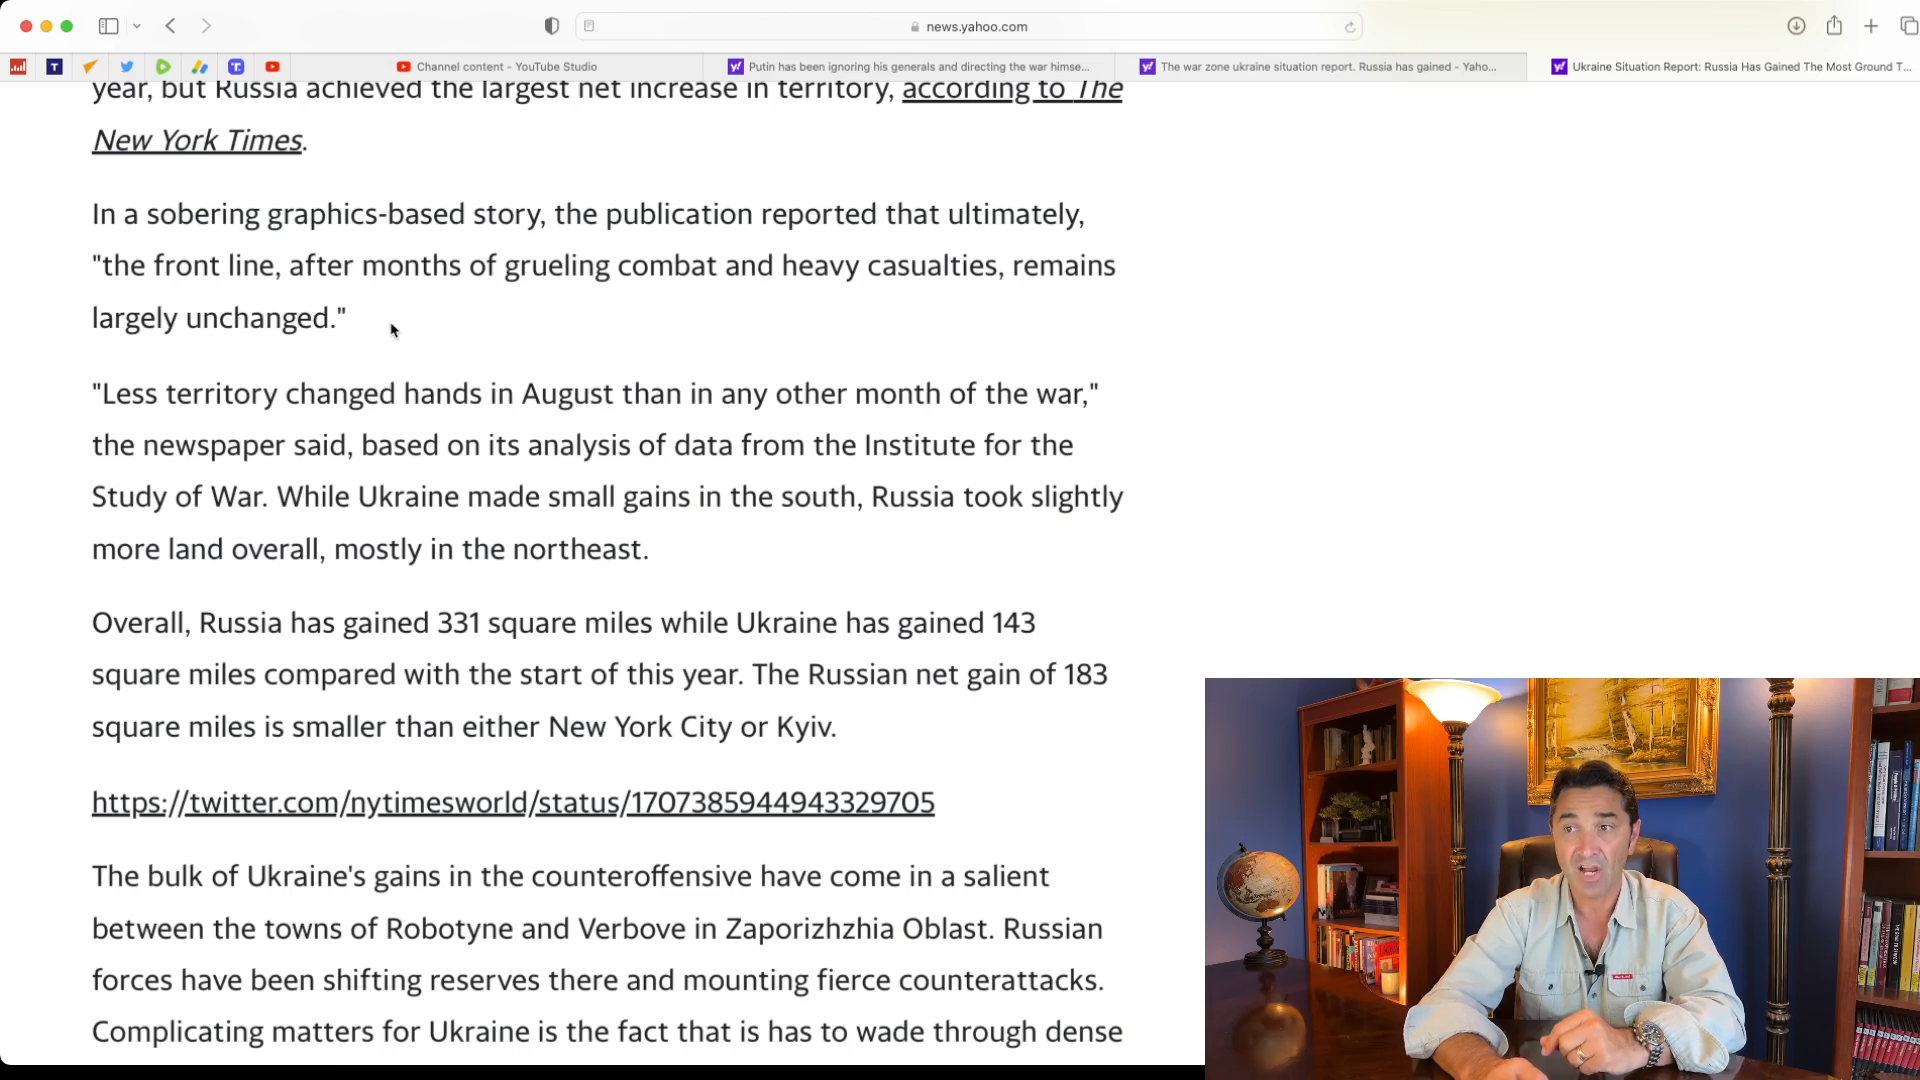 news.yahoo.com
Channel content - YouTube Studio
Putin has been ignoring his generals and directing the war himse...
The war zone ukraine situation report. Russia has gained - Yaho...
Ukraine Situation Report: Russia Has Gained The Most Ground T...
year, but Russia achieved the largest net increase in territory, according to The
New York Times.
In a sobering graphics-based story, the publication reported that ultimately,
"the front line, after months of grueling combat and heavy casualties, remains
largely unchanged."
"Less territory changed hands in August than in any other month of the war,"
the newspaper said, based on its analysis of data from the Institute for the
Study of War. While Ukraine made small gains in the south, Russia took slightly
more land overall, mostly in the northeast.
Overall, Russia has gained 331 square miles while Ukraine has gained 143
square miles compared with the start of this year. The Russian net gain of 183
square miles is smaller than either New York City or Kyiv.
https://twitter.com/nytimesworld/status/1707385944943329705
The bulk of Ukraine's gains in the counteroffensive have come in a salient
between the towns of Robotyne and Verbove in Zaporizhzhia Oblast. Russian
forces have been shifting reserves there and mounting fierce counterattacks.
Complicating matters for Ukraine is the fact that is has to wade through dense